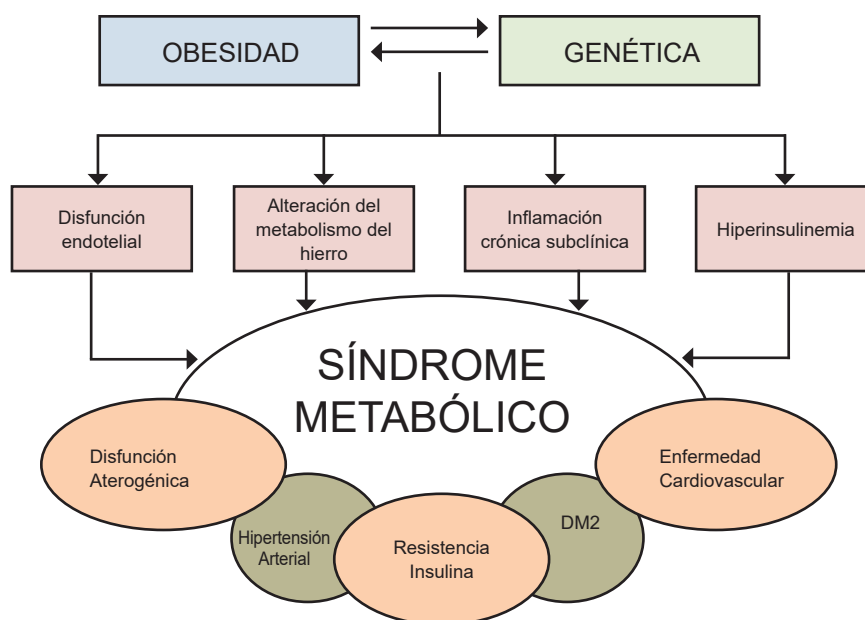 OBESIDAD
GENÉTICA
Disfunción
endotelial
Alteración del
metabolismo del
hierro
Inflamación
crónica subclínica
Hiperinsulinemia
SÍNDROME
METABÓLICO
Disfunción
Aterogénica
Enfermedad
Cardiovascular
Hipertensión
Arterial
Resistencia
Insulina
DM2